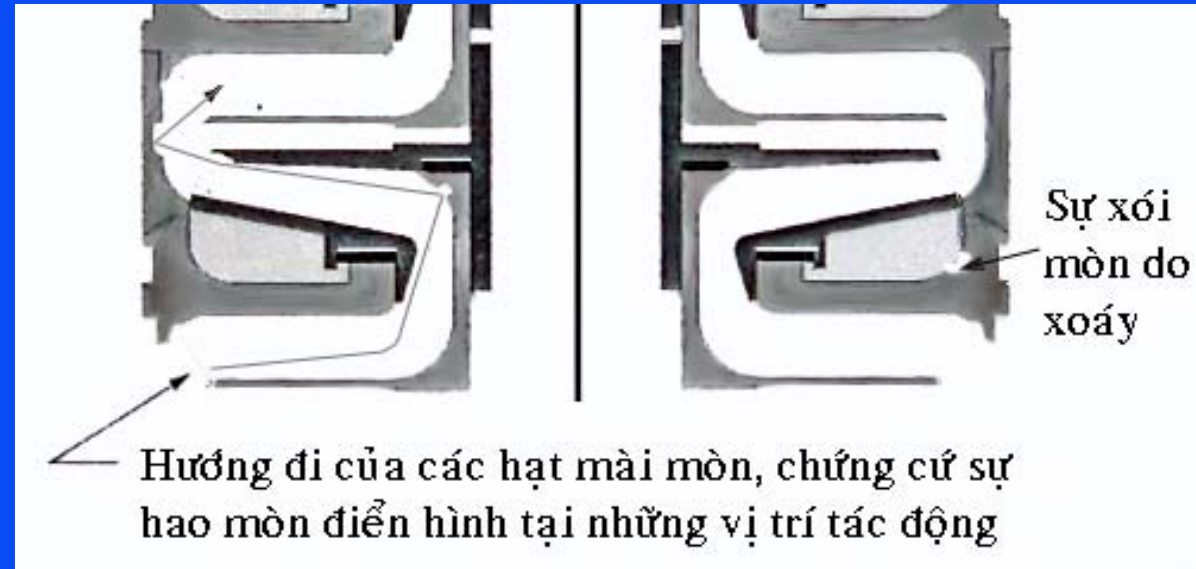 Sự xói
mòn do
xoáy
Hướng đi của các hạt mài mòn, chứng cứ sự
hao mòn điển hình tại những vị trí tác động